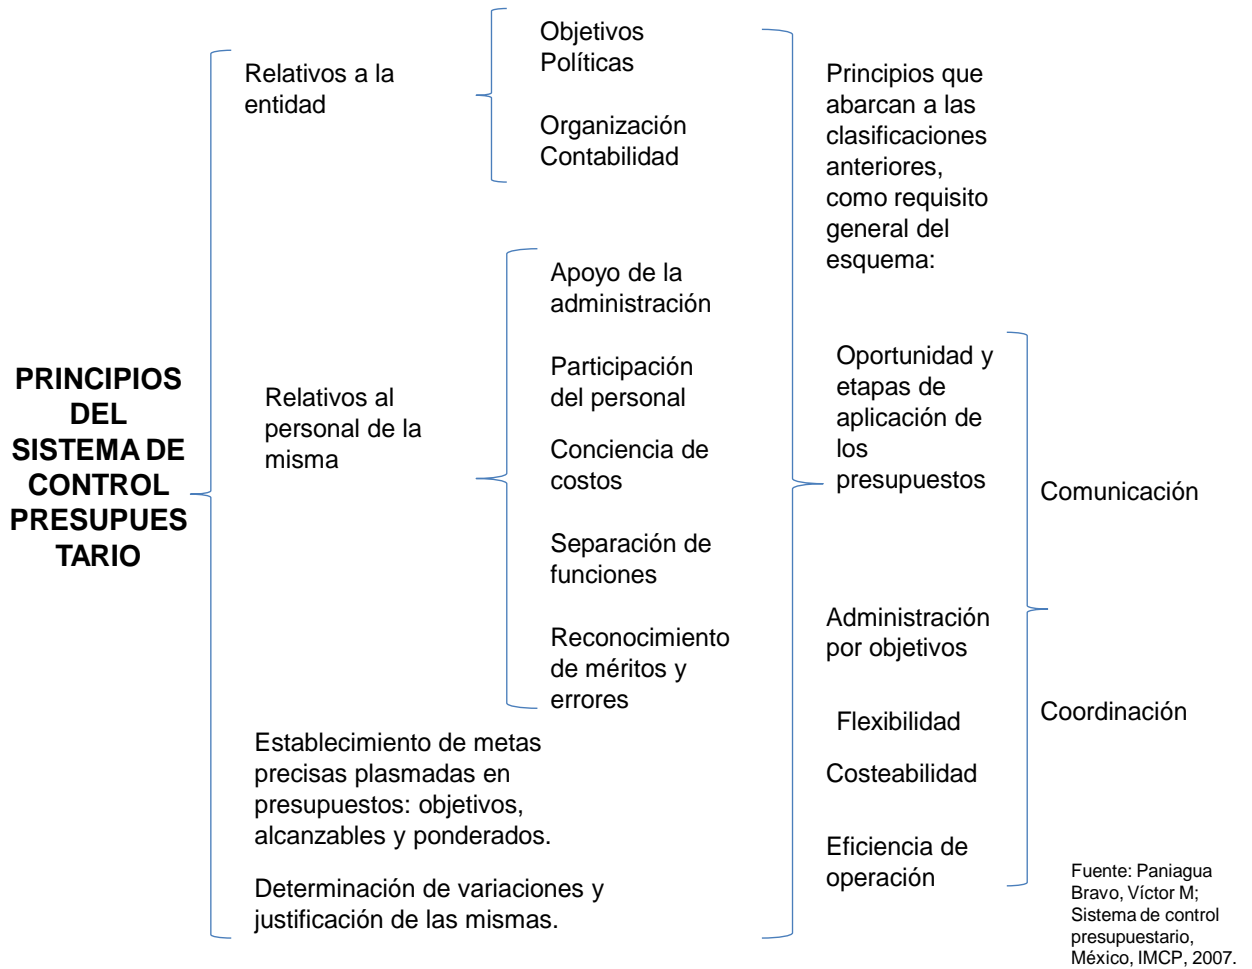 PRINCIPIOS
DEL
SISTEMA DE
CONTROL
PRESUPUES
TARIO
Relativos a la
entidad
Objetivos
Políticas
Organización
Contabilidad
Relativos al
personal de la
misma
Apoyo de la
administración
Participación
del personal
Conciencia de
costos
Separación de
funciones
Reconocimiento
de méritos y
errores
Establecimiento de metas
precisas plasmadas en
presupuestos: objetivos,
alcanzables y ponderados.
Determinación de variaciones y
justificación de las mismas.
Principios que
abarcan a las
clasificaciones
anteriores,
como requisito
general del
esquema:
Oportunidad y
etapas de
aplicación de
los
presupuestos
Administración
por objetivos
Flexibilidad
Costeabilidad
Eficiencia de
operación
Comunicación
Coordinación
Fuente: Paniagua
Bravo, Víctor M;
Sistema de control
presupuestario,
México, IMCP, 2007.